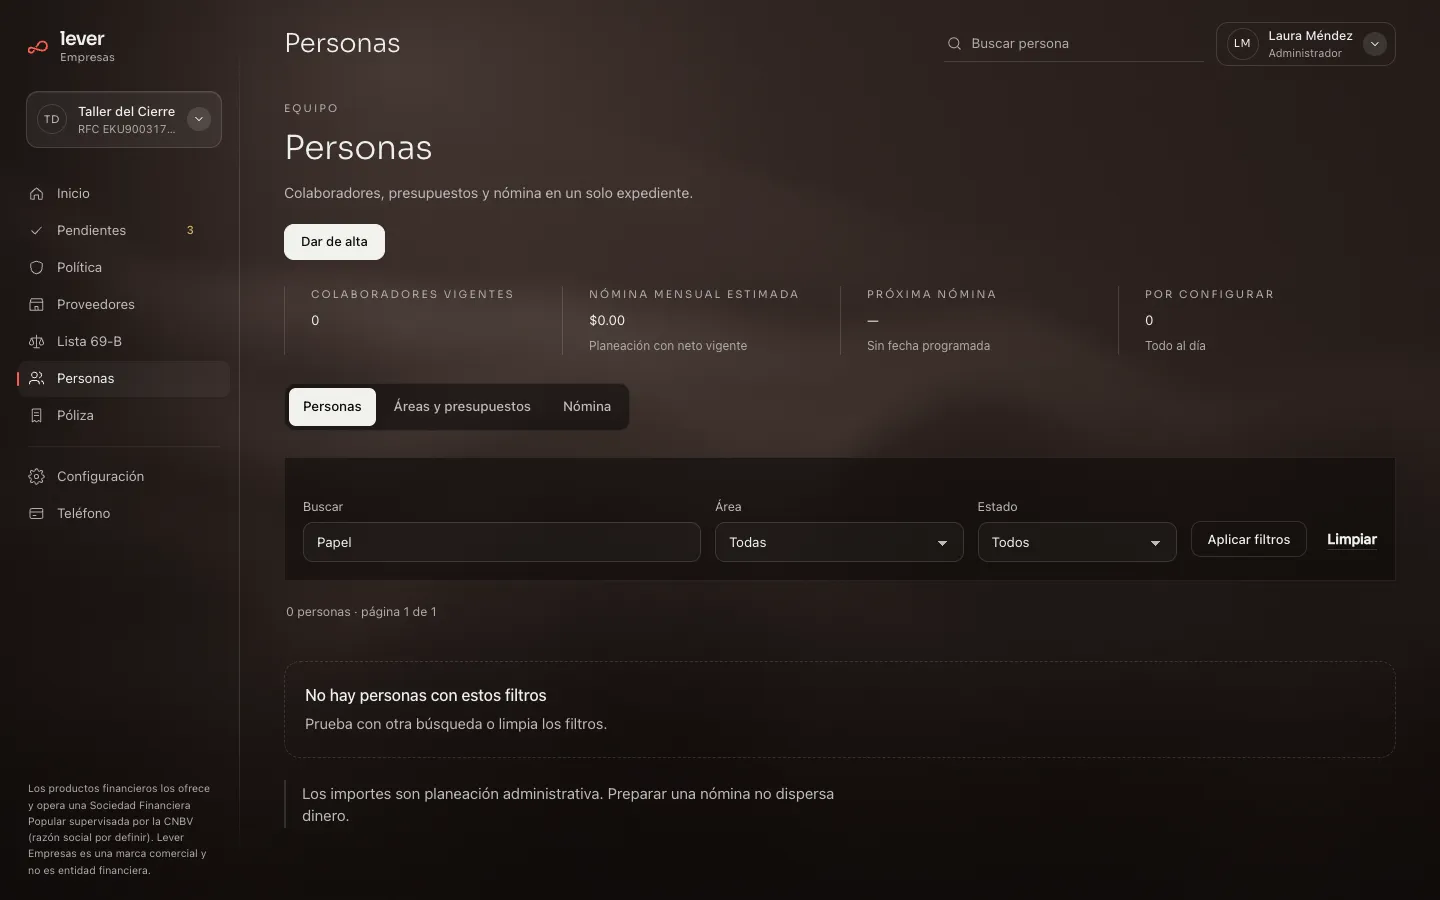 lever
Empresas
TD
Taller del Cierre
RFC EKU900317...
Inicio
Pendientes 3
Política
Proveedores
Lista 69-B
Personas
Póliza
Configuración
Teléfono
Los productos financieros los ofrece
y opera una Sociedad Financiera
Popular supervisada por la CNBV
(razón social por definir). Lever
Empresas es una marca comercial y
no es entidad financiera.
Personas
Buscar persona
LM
Laura Méndez
Administrador
EQUIPO
Personas
Colaboradores, presupuestos y nómina en un solo expediente.
Dar de alta
COLABORADORES VIGENTES
0
NÓMINA MENSUAL ESTIMADA
$0.00
Planeación con neto vigente
PRÓXIMA NÓMINA
—
Sin fecha programada
POR CONFIGURAR
0
Todo al día
Personas Áreas y presupuestos Nómina
Buscar
Papel
Área
Todas
Estado
Todos
Aplicar filtros
Limpiar
0 personas · página 1 de 1
No hay personas con estos filtros
Prueba con otra búsqueda o limpia los filtros.
Los importes son planeación administrativa. Preparar una nómina no dispersa
dinero.